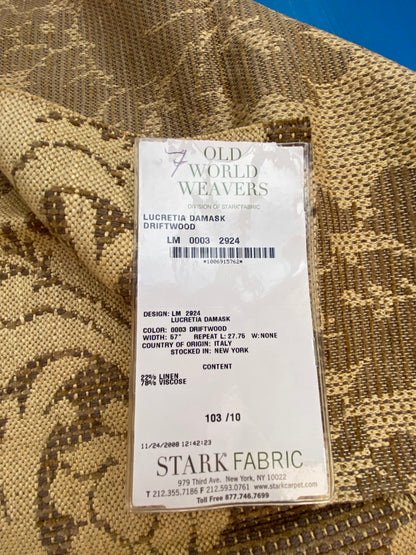 7
OLD
WORLD
WEAVERS
DIVISION OF STARK FABRIC
LUCRETIA DAMASK
DRIFTWOOD
LM 0003 2924
*1006915762*
DESIGN: LM 2924
LUCRETIA DAMASK
COLOR: 0003 DRIFTWOOD
WIDTH: 57" REPEAT L: 27.75 W:NONE
COUNTRY OF ORIGIN: ITALY
STOCKED IN: NEW YORK
CONTENT
22% LINEN
78% VISCOSE
103 /10
11/24/2008 12:42:23
STARK FABRIC
979 Third Ave. New York, NY 10022
T 212.355.7186 F 212.593.0761 www.starkcarpet.com
Toll Free 877.746.7699